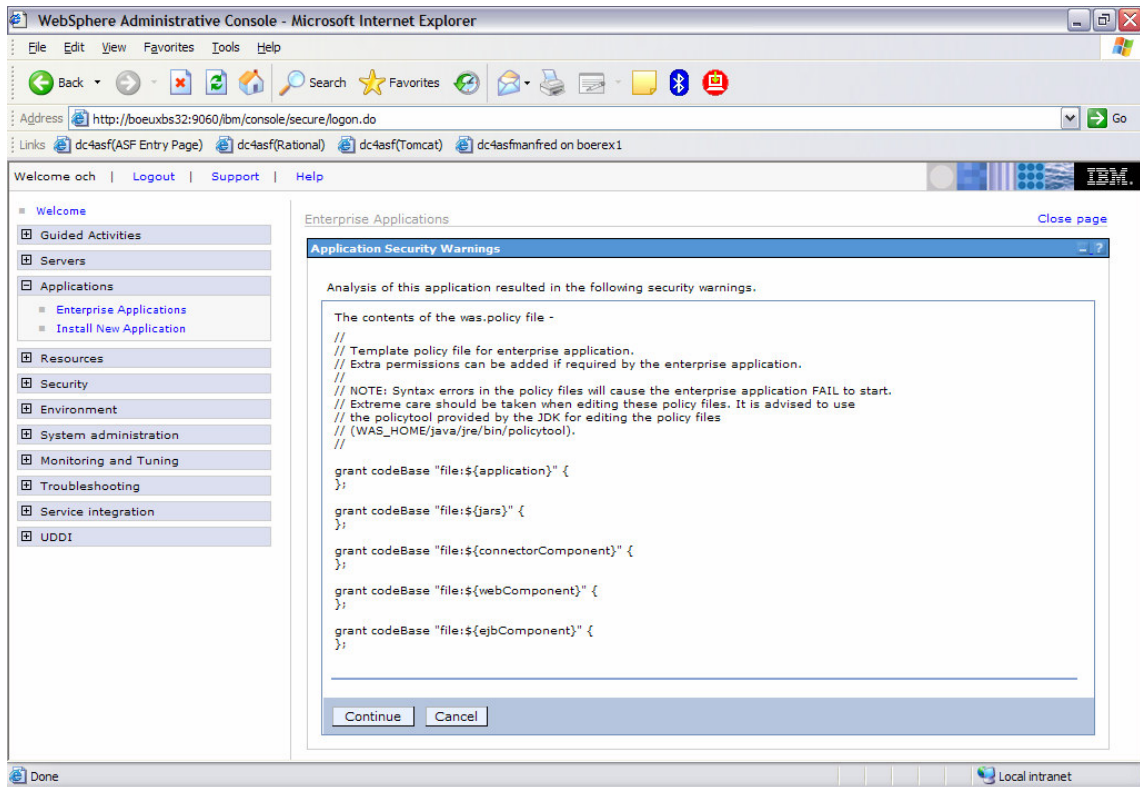 WebSphere Administrative Console - Microsoft Internet Explorer
File Edit View Favorites Tools Help
Back Search Favorites
Address http://boeuxbs32:9060/ibm/console/secure/logon.do Go
Links dc4asf(ASF Entry Page) dc4asf(Rational) dc4asf(Tomcat) dc4asfmanfred on boerex1
Welcome och | Logout | Support | Help IBM.
Welcome
Guided Activities
Servers
Applications
Enterprise Applications
Install New Application
Resources
Security
Environment
System administration
Monitoring and Tuning
Troubleshooting
Service integration
UDDI
Enterprise Applications Close page
Application Security Warnings
Analysis of this application resulted in the following security warnings.
The contents of the was.policy file -
//
// Template policy file for enterprise application.
// Extra permissions can be added if required by the enterprise application.
//
// NOTE: Syntax errors in the policy files will cause the enterprise application FAIL to start.
// Extreme care should be taken when editing these policy files. It is advised to use
// the policytool provided by the JDK for editing the policy files
// (WAS_HOME/java/jre/bin/policytool).
//
grant codeBase "file:${application}" {
};
grant codeBase "file:${jars}" {
};
grant codeBase "file:${connectorComponent}" {
};
grant codeBase "file:${webComponent}" {
};
grant codeBase "file:${ejbComponent}" {
};
Continue Cancel
Done Local intranet